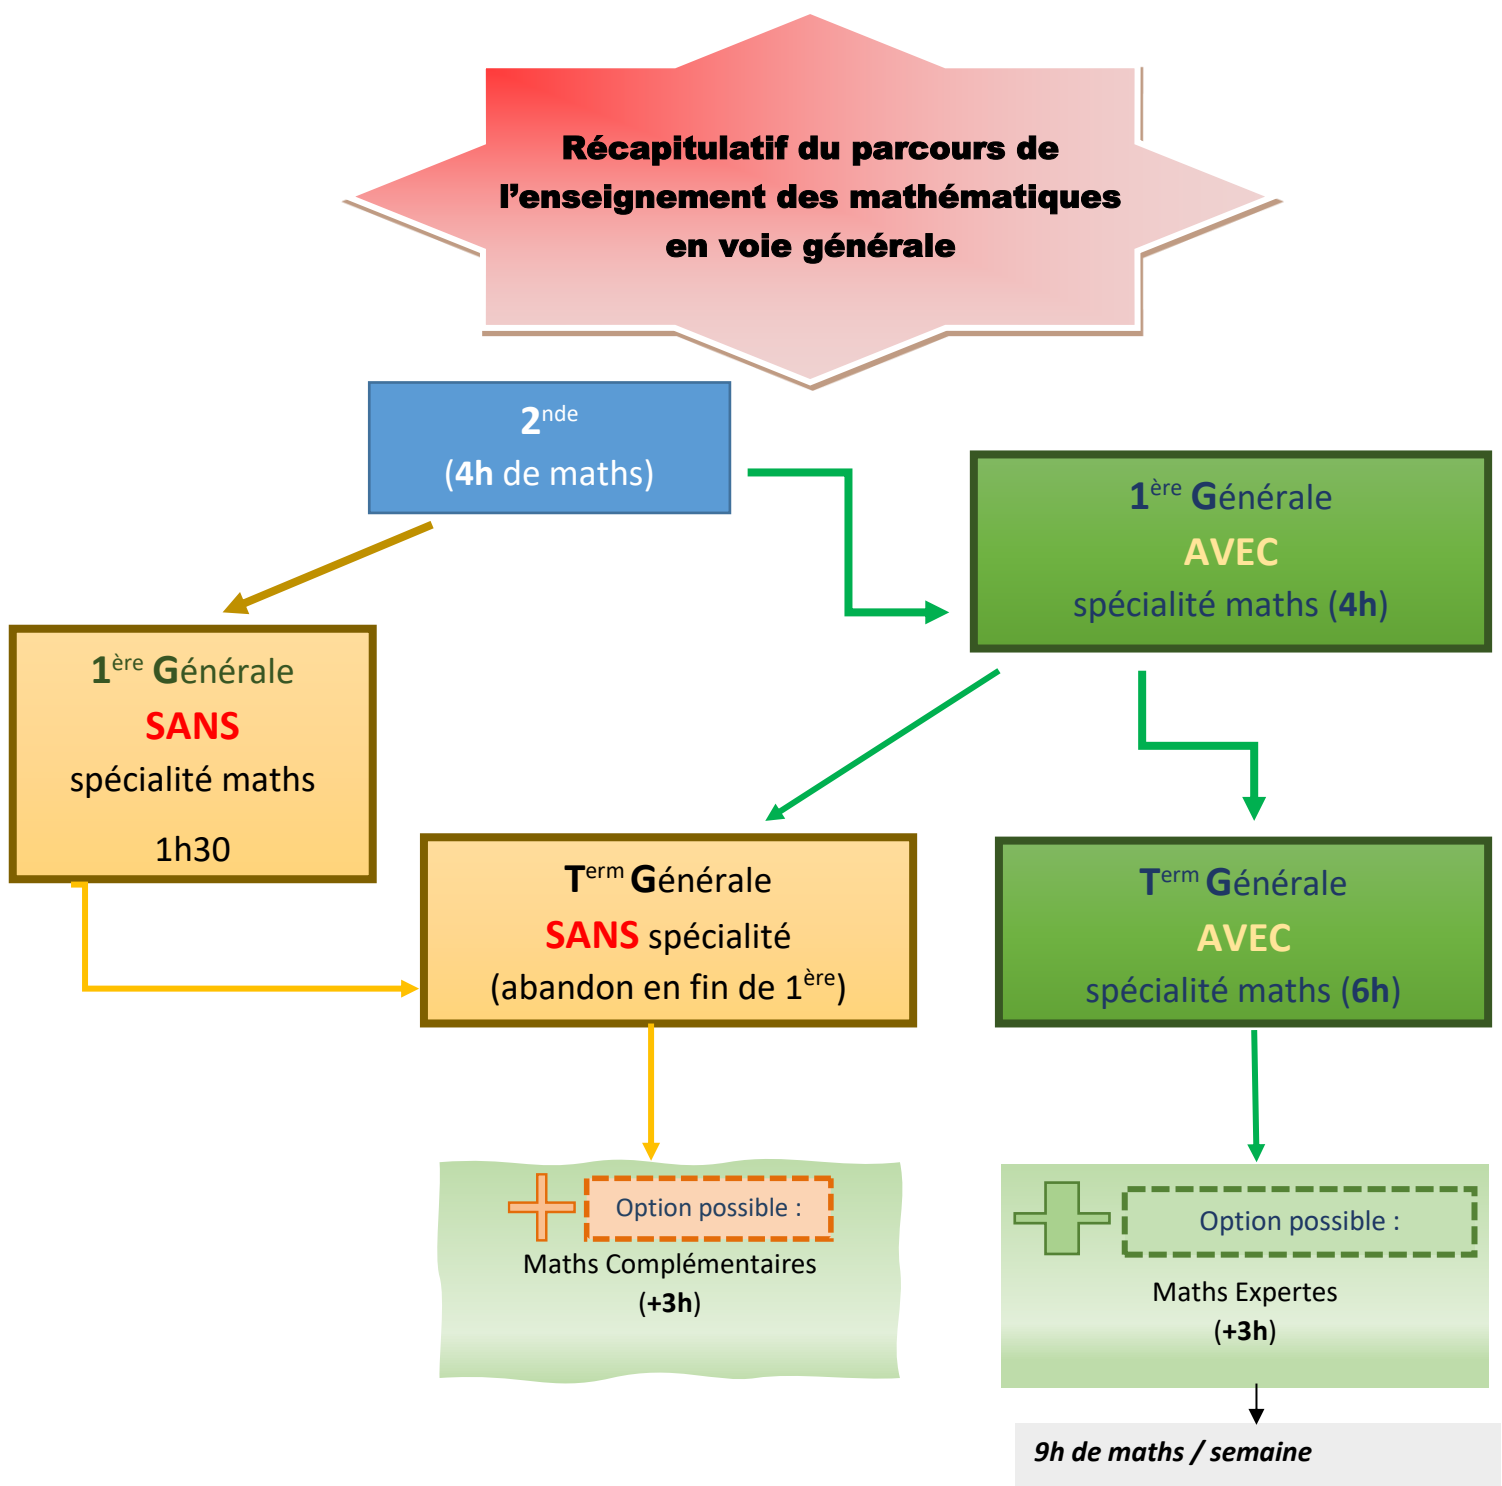 Récapitulatif du parcours de
l’enseignement des mathématiques
en voie générale
2nde
(4h de maths)
1ère Générale
AVEC
spécialité maths (4h)
1ère Générale
SANS
spécialité maths
1h30
Term Générale
SANS spécialité
(abandon en fin de 1ère)
Term Générale
AVEC
spécialité maths (6h)
Option possible :
Maths Complémentaires
(+3h)
Option possible :
Maths Expertes
(+3h)
9h de maths / semaine